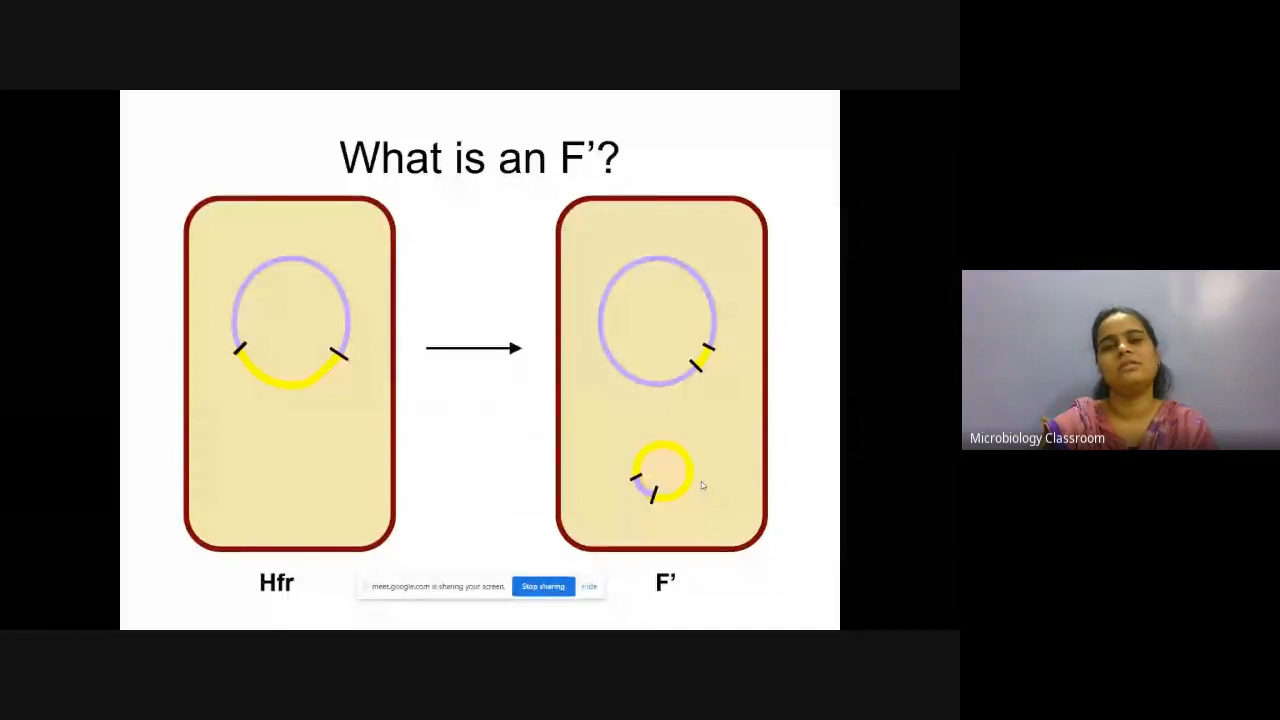 What is an F’?
Hfr
meet.google.com is sharing your screen.
Stop sharing
Hide
F’
Microbiology Classroom